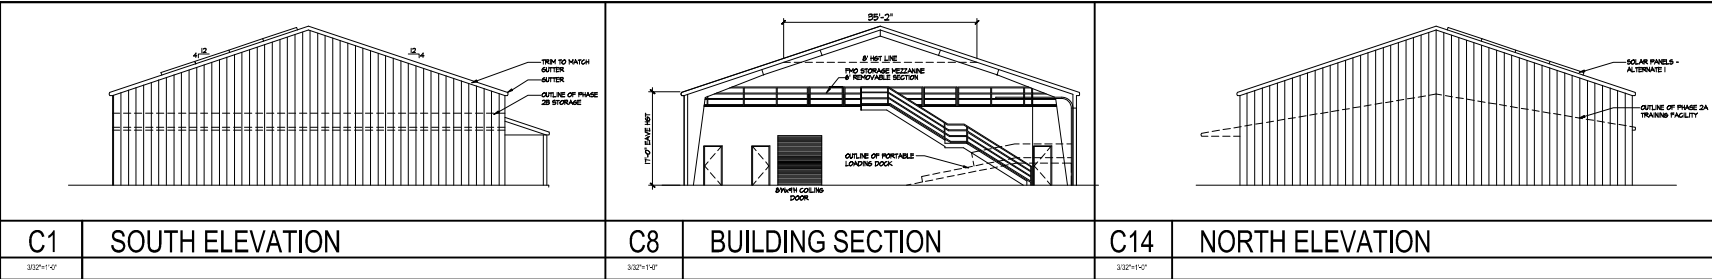 12
4
12
4
TRIM TO MATCH
GUTTER
GUTTER
OUTLINE OF PHASE
2B STORAGE
C1
SOUTH ELEVATION
3/32"=1'-0"
35'-2"
8' HGT LINE
PMO STORAGE MEZZANINE
6' REMOVABLE SECTION
17'-0" EAVE HGT
OUTLINE OF PORTABLE
LOADING DOCK
COILING
DOOR
C8
BUILDING SECTION
3/32"=1'-0"
SOLAR PANELS -
ALTERNATE 1
OUTLINE OF PHASE 2A
TRAINING FACILITY
C14
NORTH ELEVATION
3/32"=1'-0"